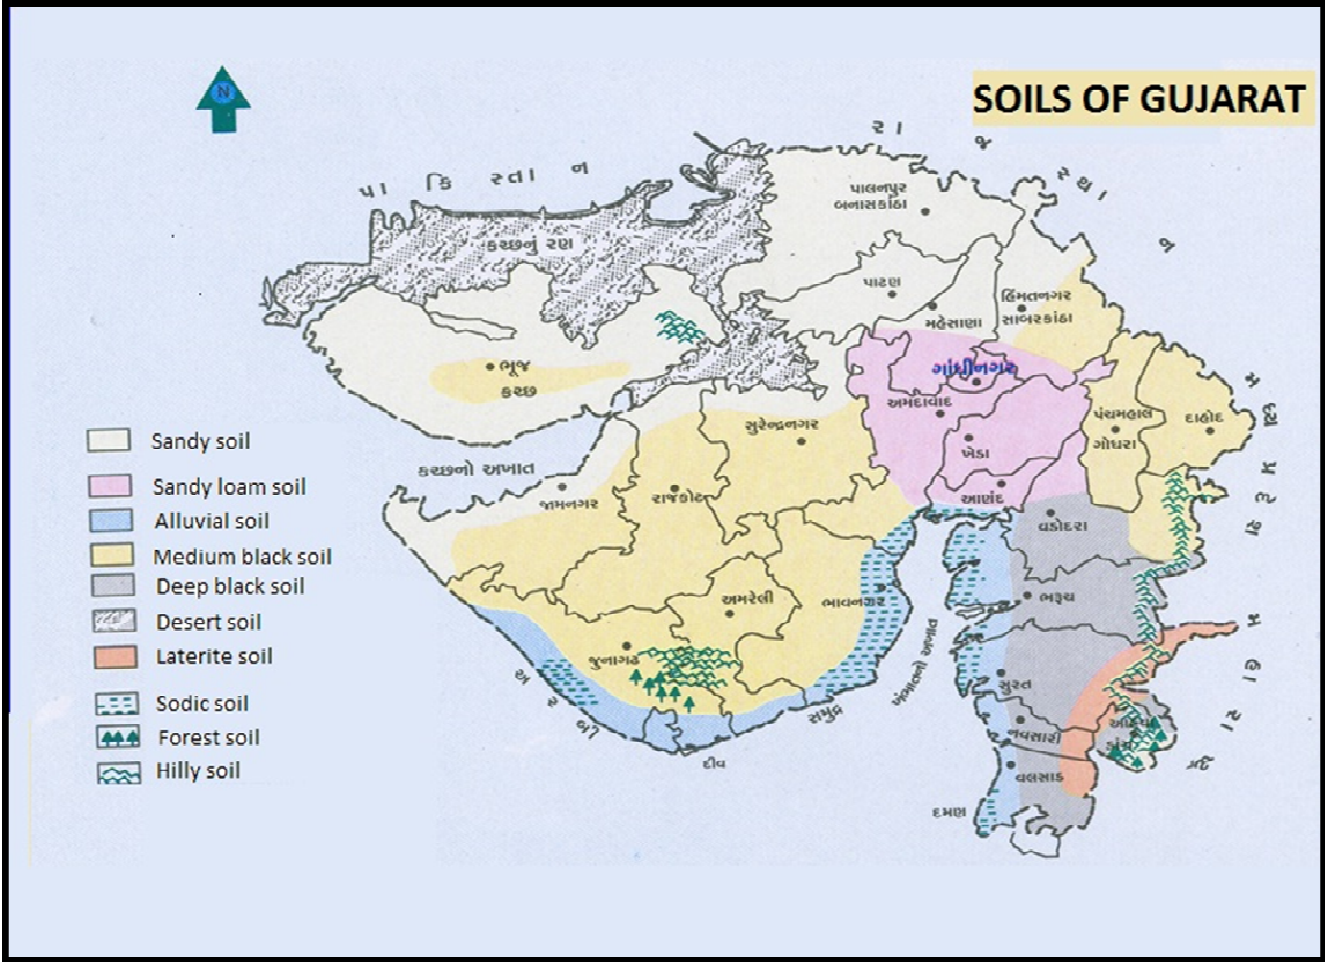 N
SOILS OF GUJARAT
પા કિ સ્તા ન
રા જ સ્થા ન
પાલનપુર
બનાસકાંઠા
કચ્છનું રણ
પાટણ
મહેસાણા
હિંમતનગર
સાબરકાંઠા
ભૂજ
કચ્છ
ગાંધીનગર
અમદાવાદ
સુરેન્દ્રનગર
ખેડા
પંચમહાલ
ગોધરા
દાહોદ
મ ધ્ય પ્ર દે શ
કચ્છનો અખાત
જામનગર
રાજકોટ
આણંદ
વડોદરા
અમરેલી
ભાવનગર
ભરૂચ
જુનાગઢ
ખંભાતનો અખાત
સુરત
અ ર બી સમુદ્ર
દીવ
નવસારી
વલસાડ
દમણ
મ હા રા ષ્ટ્ર
Sandy soil
Sandy loam soil
Alluvial soil
Medium black soil
Deep black soil
Desert soil
Laterite soil
Sodic soil
Forest soil
Hilly soil